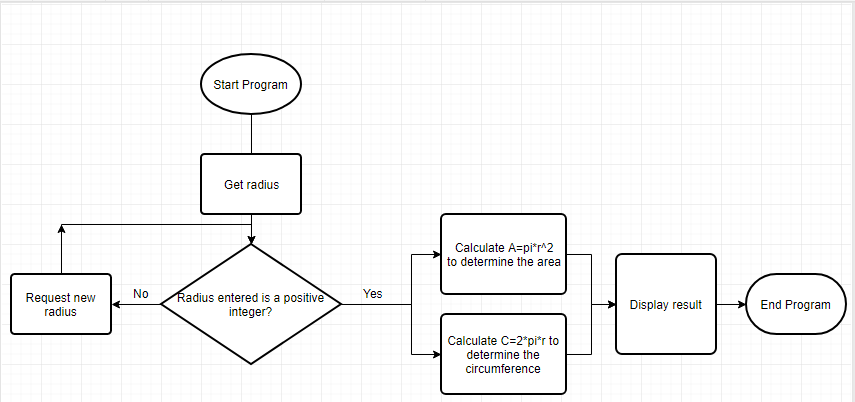 Start Program
Get radius
Radius entered is a positive
integer?
No
Request new
radius
Yes
Calculate A=pi*r^2
to determine the area
Calculate C=2*pi*r to
determine the
circumference
Display result
End Program